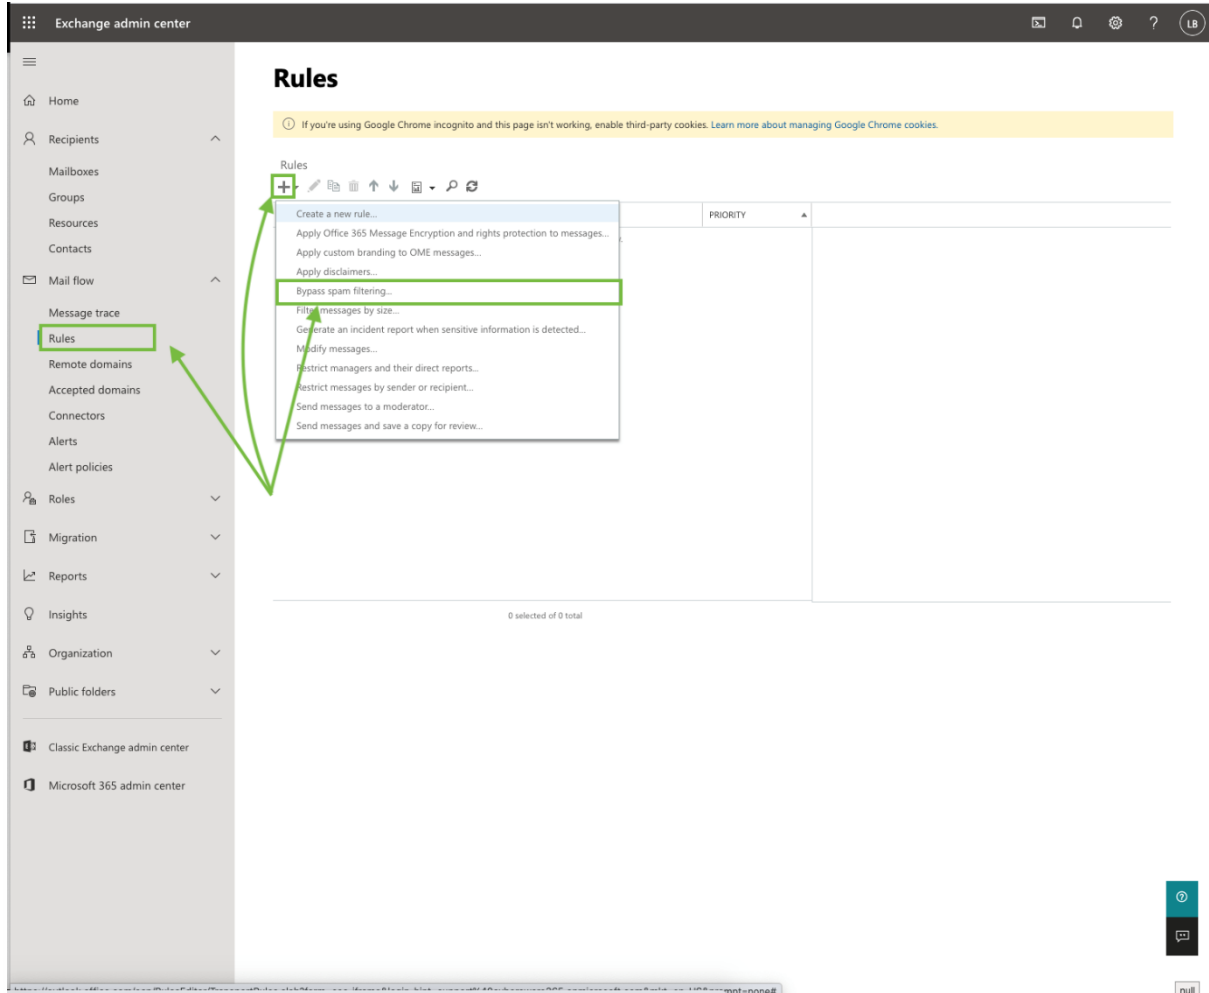 Exchange admin center
LB
Home
Recipients
Mailboxes
Groups
Resources
Contacts
Mail flow
Message trace
Rules
Remote domains
Accepted domains
Connectors
Alerts
Alert policies
Roles
Migration
Reports
Insights
Organization
Public folders
Classic Exchange admin center
Microsoft 365 admin center
Rules
If you're using Google Chrome incognito and this page isn't working, enable third-party cookies. Learn more about managing Google Chrome cookies.
Rules
PRIORITY
Create a new rule...
Apply Office 365 Message Encryption and rights protection to messages...
Apply custom branding to OME messages...
Apply disclaimers...
Bypass spam filtering...
Filter messages by size...
Generate an incident report when sensitive information is detected...
Modify messages...
Restrict managers and their direct reports...
Restrict messages by sender or recipient...
Send messages to a moderator...
Send messages and save a copy for review...
0 selected of 0 total
null